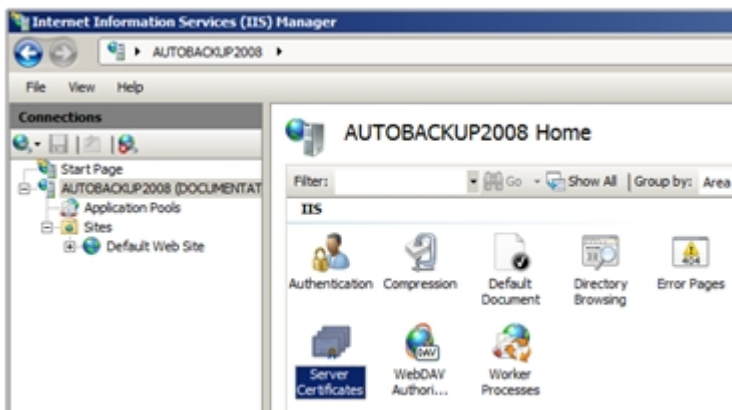 Internet Information Services (IIS) Manager
AUTOBACKUP2008
File View Help
Connections
Start Page
AUTOBACKUP2008 (DOCUMENTAT
Application Pools
Sites
Default Web Site
AUTOBACKUP2008 Home
Filter: Go Show All Group by: Area
IIS
Authentication Compression Default Document Directory Browsing Error Pages
404
Server Certificates WebDAV Authori... Worker Processes
DAV